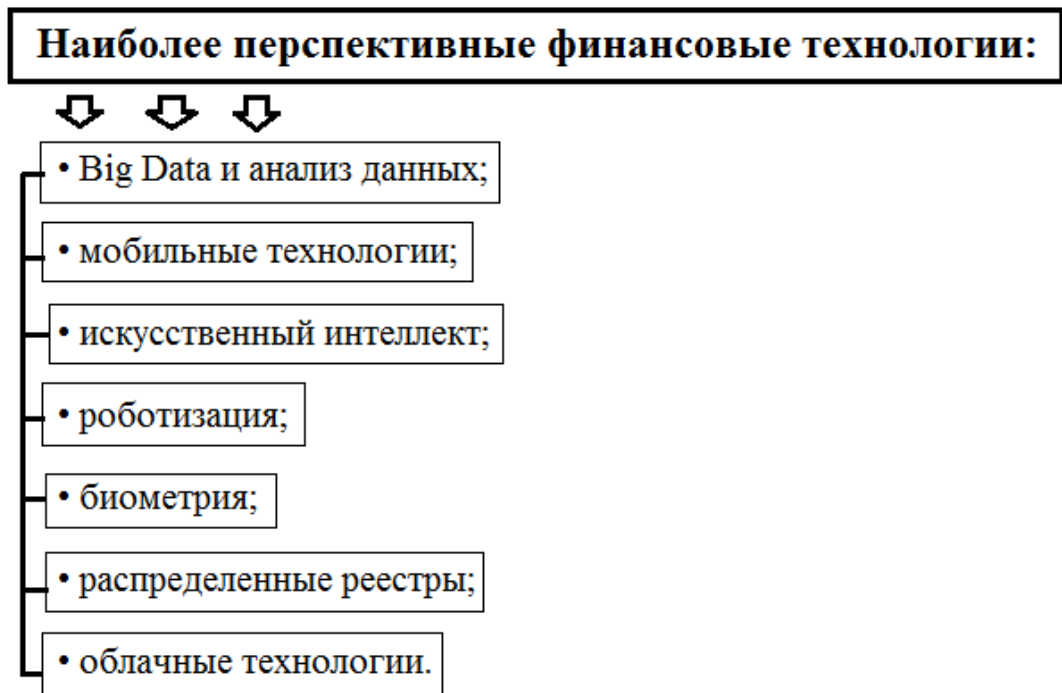 Наиболее перспективные финансовые технологии:
• Big Data и анализ данных;
• мобильные технологии;
• искусственный интеллект;
• роботизация;
• биометрия;
• распределенные реестры;
• облачные технологии.